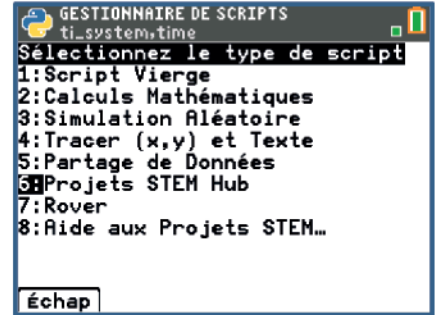 GESTIONNAIRE DE SCRIPTS
ti_system,time
Sélectionnez le type de script
1:Script Vierge
2:Calculs Mathématiques
3:Simulation Aléatoire
4:Tracer (x,y) et Texte
5:Partage de Données
6:Projets STEM Hub
7:Rover
8:Aide aux Projets STEM…
Échap